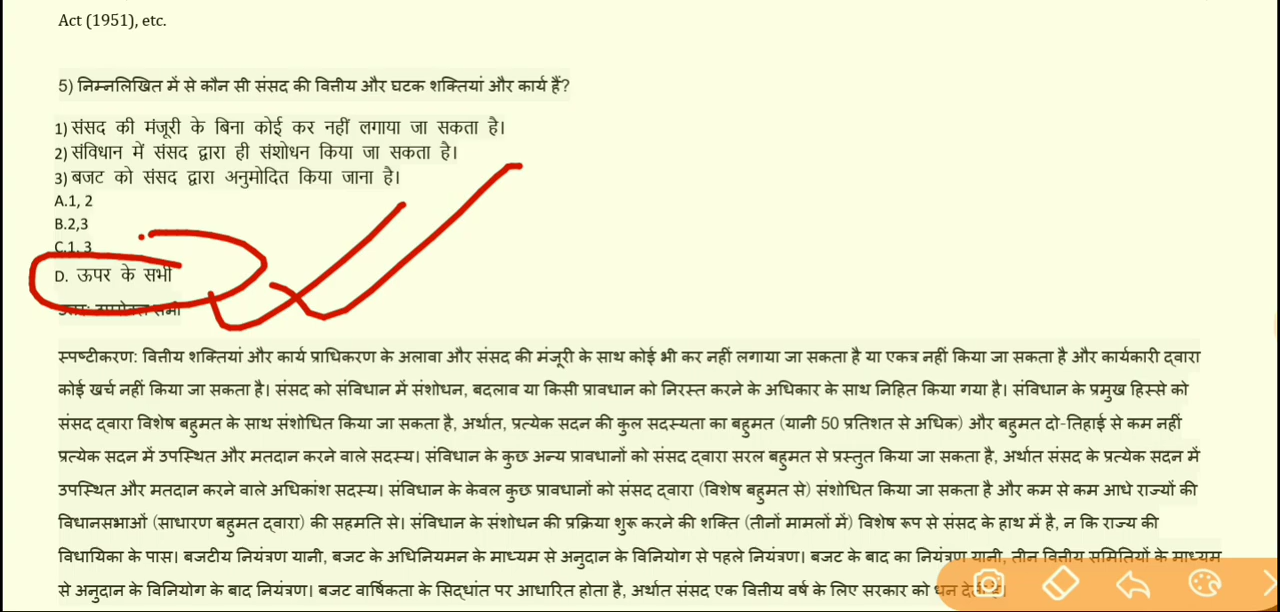 Act (1951), etc.
5) निम्नलिखित में से कौन सी संसद की वित्तीय और घटक शक्तियां और कार्य हैं?
1) संसद की मंजूरी के बिना कोई कर नहीं लगाया जा सकता है।
2) संविधान में संसद द्वारा ही संशोधन किया जा सकता है।
3) बजट को संसद द्वारा अनुमोदित किया जाना है।
A.1, 2
B.2,3
C.1, 3
D. ऊपर के सभी
उत्तर: उपरोक्त सभी
स्पष्टीकरण: वित्तीय शक्तियां और कार्य प्राधिकरण के अलावा और संसद की मंजूरी के साथ कोई भी कर नहीं लगाया जा सकता है या एकत्र नहीं किया जा सकता है और कार्यकारी द्वारा
कोई खर्च नहीं किया जा सकता है। संसद को संविधान में संशोधन, बदलाव या किसी प्रावधान को निरस्त करने के अधिकार के साथ निहित किया गया है। संविधान के प्रमुख हिस्से को
संसद द्वारा विशेष बहुमत के साथ संशोधित किया जा सकता है, अर्थात, प्रत्येक सदन की कुल सदस्यता का बहुमत (यानी 50 प्रतिशत से अधिक) और बहुमत दो-तिहाई से कम नहीं
प्रत्येक सदन में उपस्थित और मतदान करने वाले सदस्य। संविधान के कुछ अन्य प्रावधानों को संसद द्वारा सरल बहुमत से प्रस्तुत किया जा सकता है, अर्थात संसद के प्रत्येक सदन में
उपस्थित और मतदान करने वाले अधिकांश सदस्य। संविधान के केवल कुछ प्रावधानों को संसद द्वारा (विशेष बहुमत से) संशोधित किया जा सकता है और कम से कम आधे राज्यों की
विधानसभाओं (साधारण बहुमत द्वारा) की सहमति से। संविधान के संशोधन की प्रक्रिया शुरू करने की शक्ति (तीनों मामलों में) विशेष रूप से संसद के हाथ में है, न कि राज्य की
विधायिका के पास। बजटीय नियंत्रण यानी, बजट के अधिनियमन के माध्यम से अनुदान के विनियोग से पहले नियंत्रण। बजट के बाद का नियंत्रण यानी, तीन वित्तीय समितियों के माध्यम
से अनुदान के विनियोग के बाद नियंत्रण। बजट वार्षिकता के सिद्धांत पर आधारित होता है, अर्थात संसद एक वित्तीय वर्ष के लिए सरकार को धन देती है।